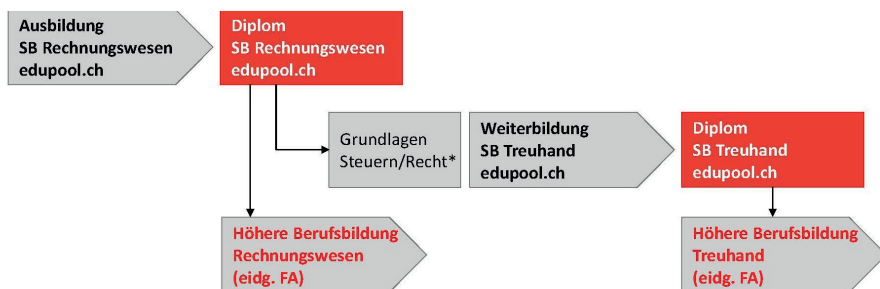 Ausbildung
SB Rechnungswesen
edupool.ch
Diplom
SB Rechnungswesen
edupool.ch
Grundlagen
Steuern/Recht*
Weiterbildung
SB Treuhand
edupool.ch
Diplom
SB Treuhand
edupool.ch
Höhere Berufsbildung
Rechnungswesen
(eidg. FA)
Höhere Berufsbildung
Treuhand
(eidg. FA)